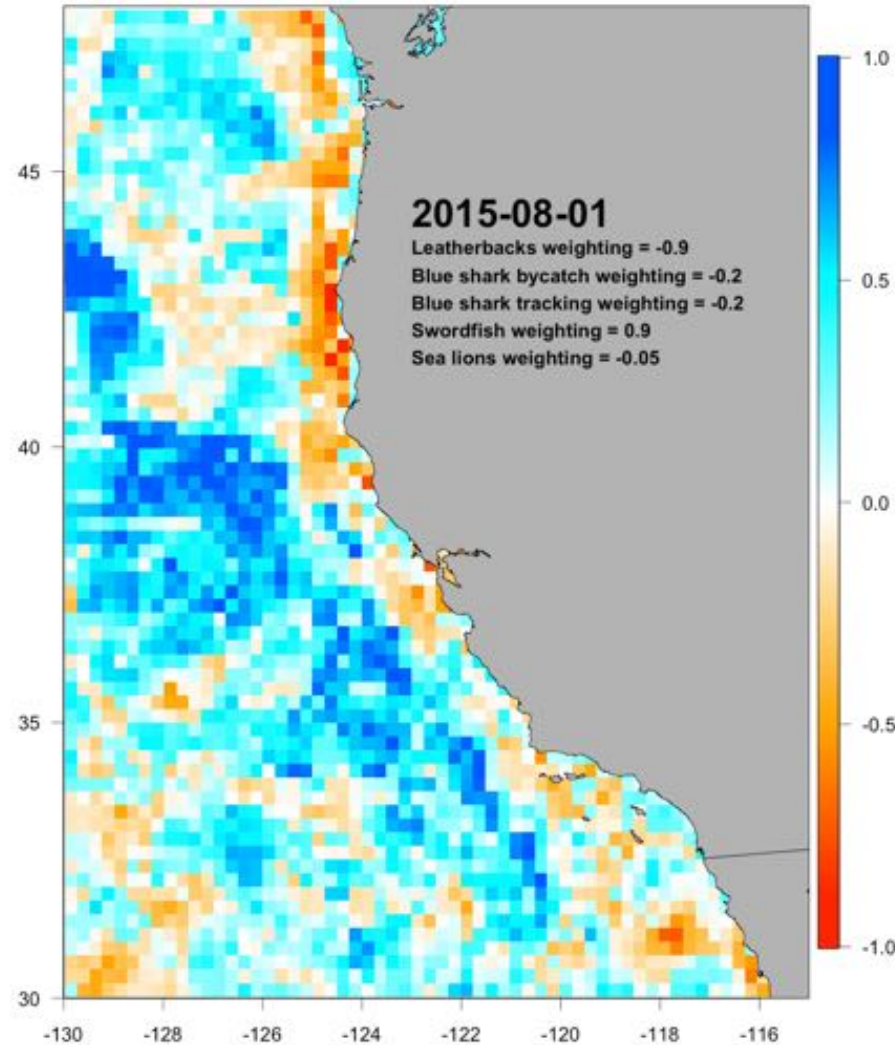 2015-08-01
Leatherbacks weighting = -0.9
Blue shark bycatch weighting = -0.2
Blue shark tracking weighting = -0.2
Swordfish weighting = 0.9
Sea lions weighting = -0.05
45
40
35
30
-130 -128 -126 -124 -122 -120 -118 -116
1.0
0.5
0.0
-0.5
-1.0